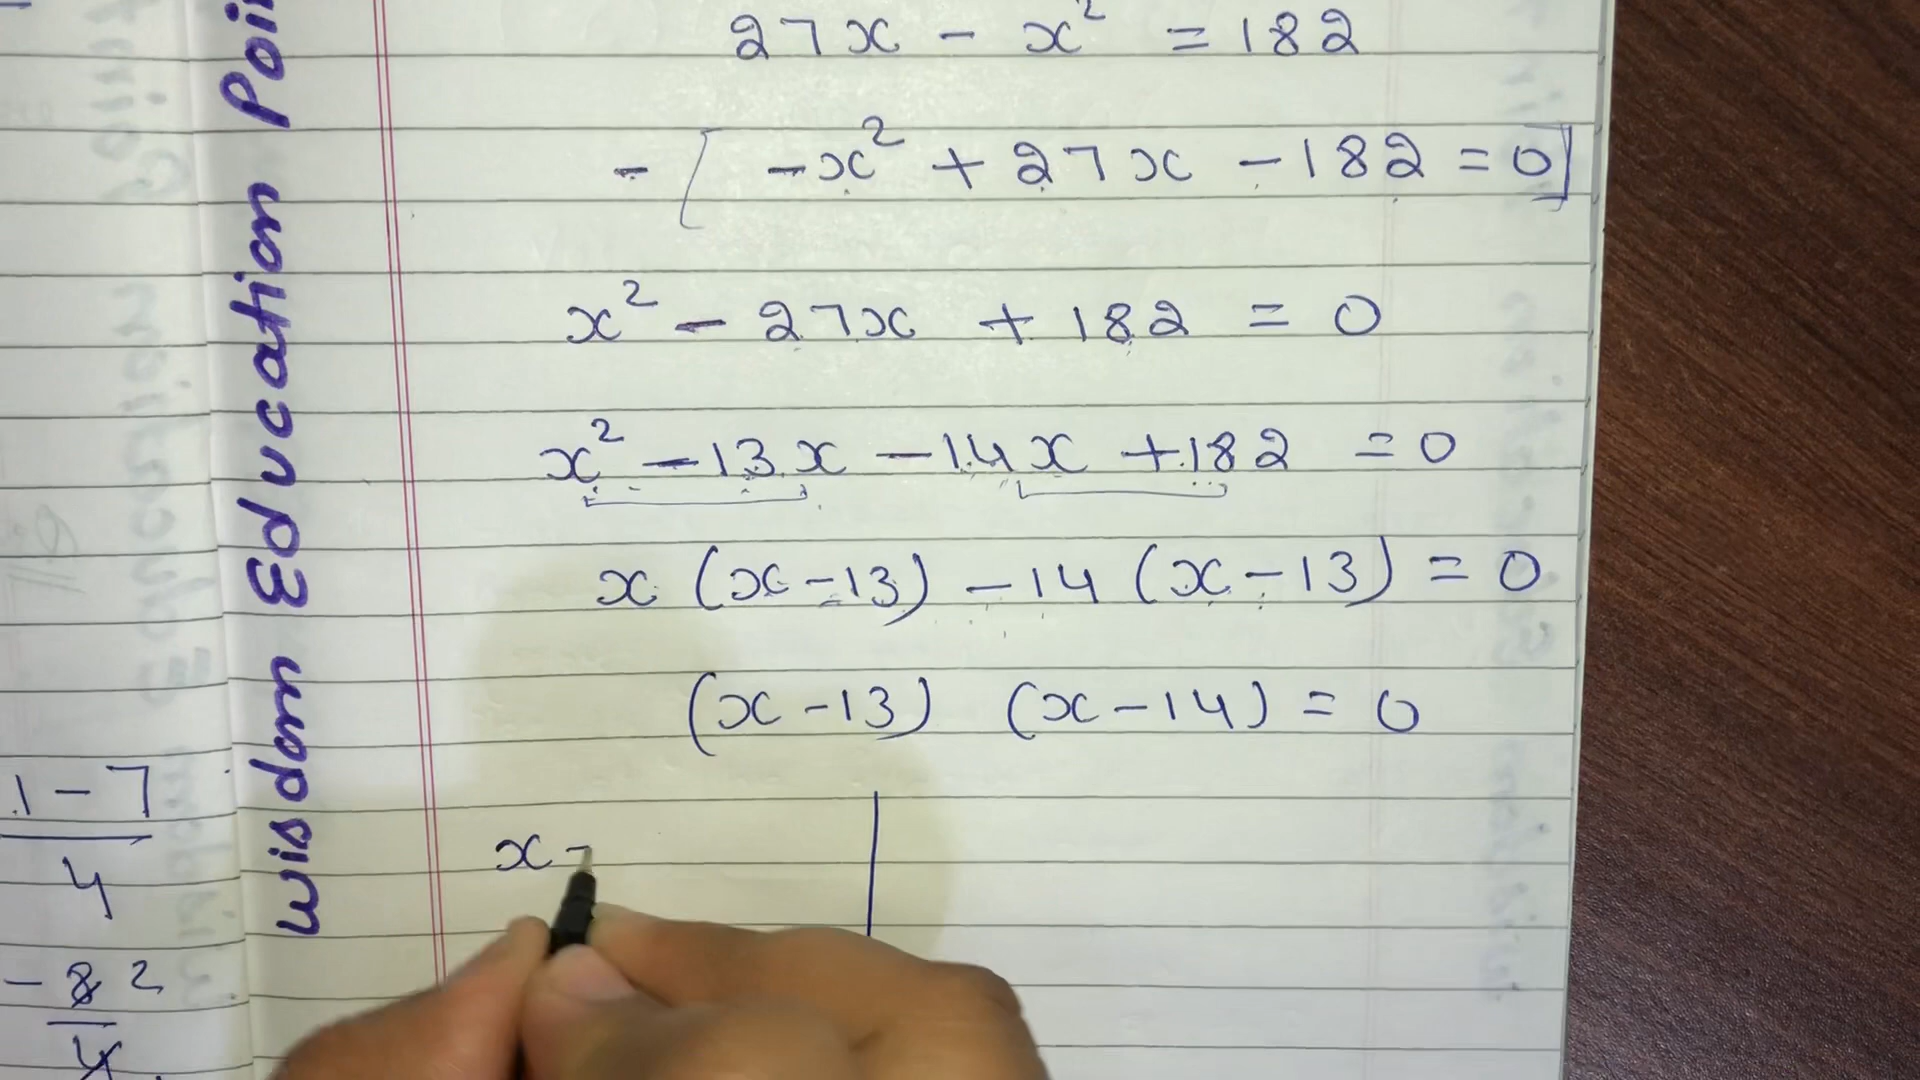 Wisdom Education Poi
27x - x² = 182
- [ -x² + 27x - 182 = 0]
x² - 27x + 182 = 0
x² - 13x - 14x + 182 = 0
x (x - 13) - 14 (x - 13) = 0
(x - 13) (x - 14) = 0
x -
1 - 7
4
- 8 2
4